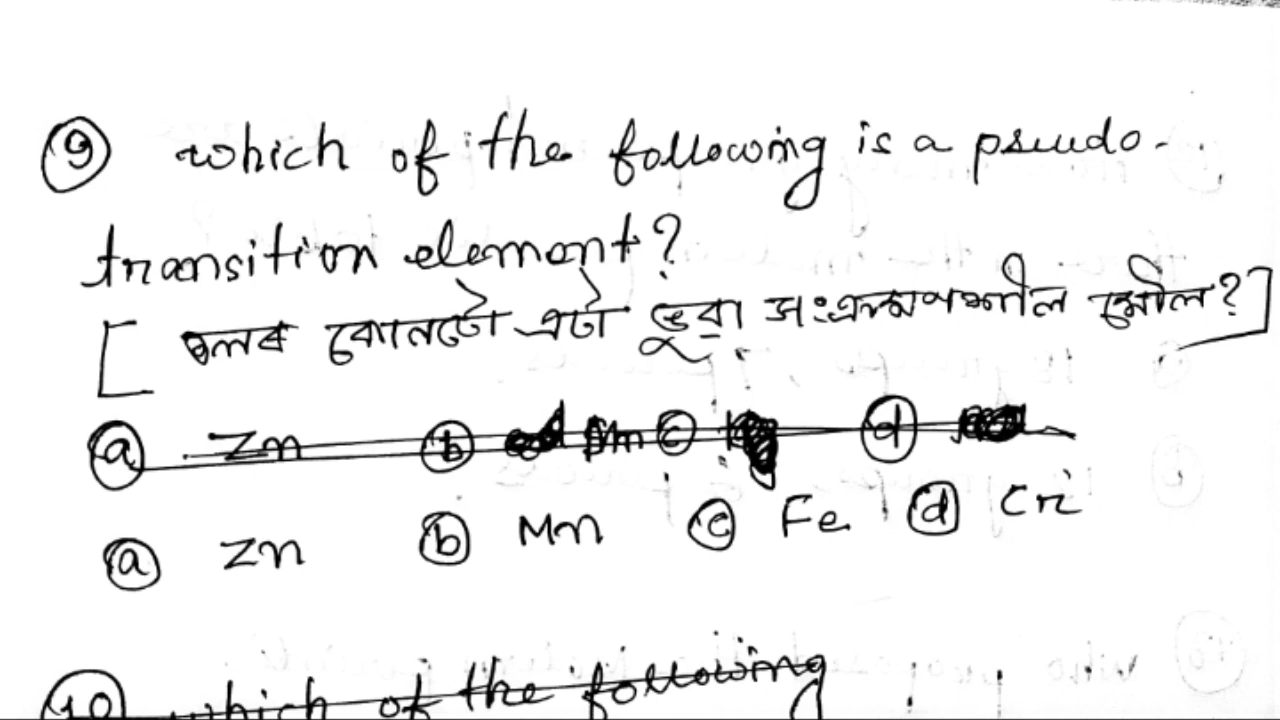 9 which of the following is a pseudo-
transition element?
[ তলৰ কোনটো এটা ভুৱা সংক্ৰমণশীল মৌল? ]
a Zn b Mn c d
a Zn b Mn c Fe d Cr
10 which of the following